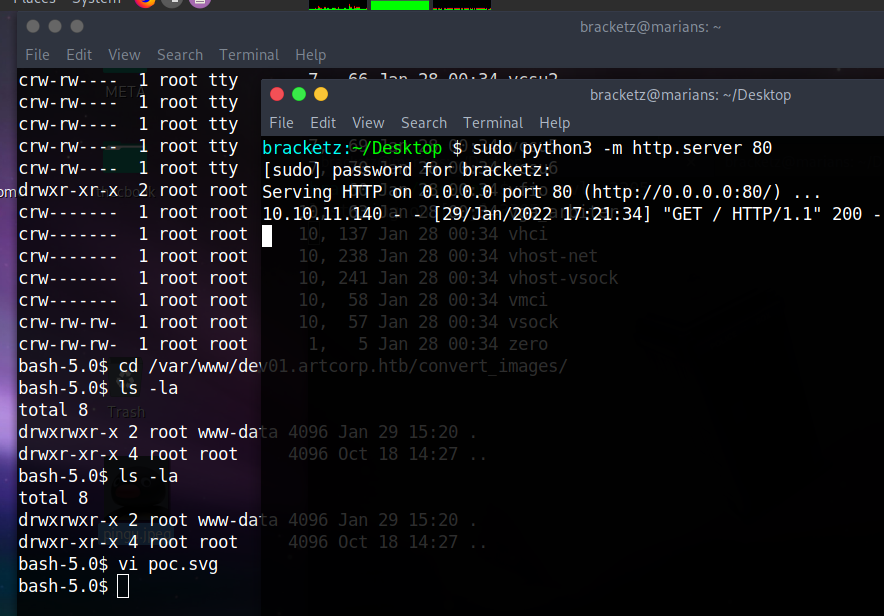 Places System
bracketz@marians: ~
File Edit View Search Terminal Help
crw-rw---- 1 root tty 7, 66 Jan 28 00:34 vcsu2
crw-rw---- 1 root tty
crw-rw---- 1 root tty
crw-rw---- 1 root tty
crw-rw---- 1 root tty
drwxr-xr-x 2 root root
crw------- 1 root root
crw------- 1 root root
crw------- 1 root root 10, 137 Jan 28 00:34 vhci
crw------- 1 root root 10, 238 Jan 28 00:34 vhost-net
crw------- 1 root root 10, 241 Jan 28 00:34 vhost-vsock
crw------- 1 root root 10, 58 Jan 28 00:34 vmci
crw-rw-rw- 1 root root 10, 57 Jan 28 00:34 vsock
crw-rw-rw- 1 root root 1, 5 Jan 28 00:34 zero
bash-5.0$ cd /var/www/dev01.artcorp.htb/convert_images/
bash-5.0$ ls -la
total 8
drwxrwxr-x 2 root www-data 4096 Jan 29 15:20 .
drwxr-xr-x 4 root root 4096 Oct 18 14:27 ..
bash-5.0$ ls -la
total 8
drwxrwxr-x 2 root www-data 4096 Jan 29 15:20 .
drwxr-xr-x 4 root root 4096 Oct 18 14:27 ..
bash-5.0$ vi poc.svg
bash-5.0$
Trash
bracketz@marians: ~/Desktop
File Edit View Search Terminal Help
bracketz:~/Desktop $ sudo python3 -m http.server 80
[sudo] password for bracketz:
Serving HTTP on 0.0.0.0 port 80 (http://0.0.0.0:80/) ...
10.10.11.140 - - [29/Jan/2022 17:21:34] "GET / HTTP/1.1" 200 -